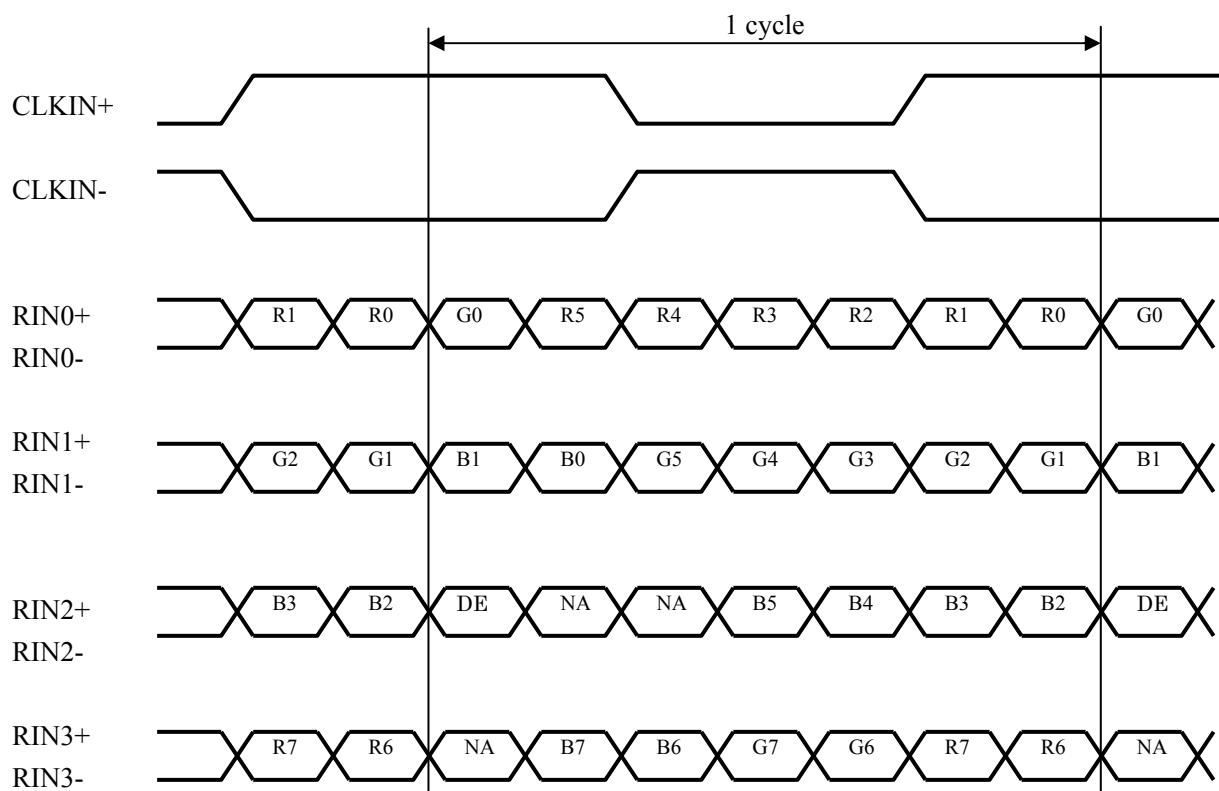 1 cycle
CLKIN+
CLKIN-
RIN0+
R1 R0 G0 R5 R4 R3 R2 R1 R0 G0
RIN0-
RIN1+
G2 G1 B1 B0 G5 G4 G3 G2 G1 B1
RIN1-
RIN2+
B3 B2 DE NA NA B5 B4 B3 B2 DE
RIN2-
RIN3+
R7 R6 NA B7 B6 G7 G6 R7 R6 NA
RIN3-